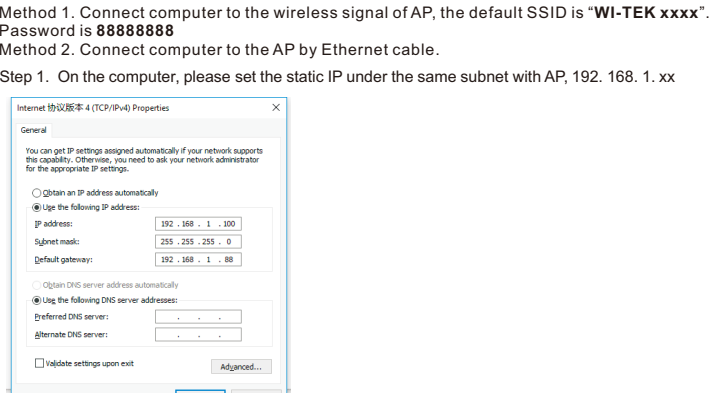 Method 1. Connect computer to the wireless signal of AP, the default SSID is “WI-TEK xxxx”.
Password is 88888888
Method 2. Connect computer to the AP by Ethernet cable.
Step 1. On the computer, please set the static IP under the same subnet with AP, 192. 168. 1. xx
Internet 协议版本 4 (TCP/IPv4) Properties
General
You can get IP settings assigned automatically if your network supports
this capability. Otherwise, you need to ask your network administrator
for the appropriate IP settings.
Obtain an IP address automatically
Use the following IP address:
IP address: 192 . 168 . 1 . 100
Subnet mask: 255 . 255 . 255 . 0
Default gateway: 192 . 168 . 1 . 88
Obtain DNS server address automatically
Use the following DNS server addresses:
Preferred DNS server: . . .
Alternate DNS server: . . .
Validate settings upon exit
Advanced...